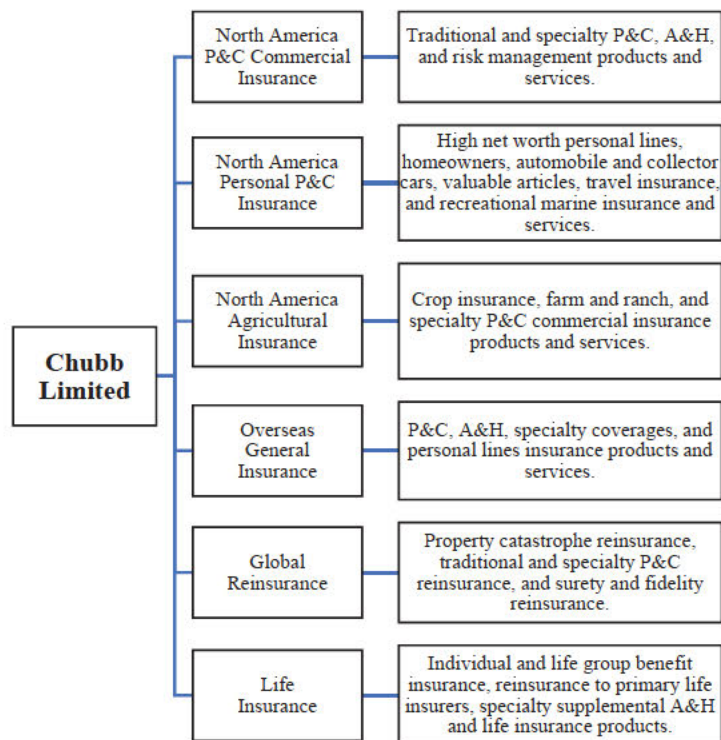 North America
P&C Commercial
Insurance
Traditional and specialty P&C, A&H,
and risk management products and
services.
North America
Personal P&C
Insurance
High net worth personal lines,
homeowners, automobile and collector
cars, valuable articles, travel insurance,
and recreational marine insurance and
services.
North America
Agricultural
Insurance
Crop insurance, farm and ranch, and
specialty P&C commercial insurance
products and services.
Chubb
Limited
Overseas
General
Insurance
P&C, A&H, specialty coverages, and
personal lines insurance products and
services.
Global
Reinsurance
Property catastrophe reinsurance,
traditional and specialty P&C
reinsurance, and surety and fidelity
reinsurance.
Life
Insurance
Individual and life group benefit
insurance, reinsurance to primary life
insurers, specialty supplemental A&H
and life insurance products.